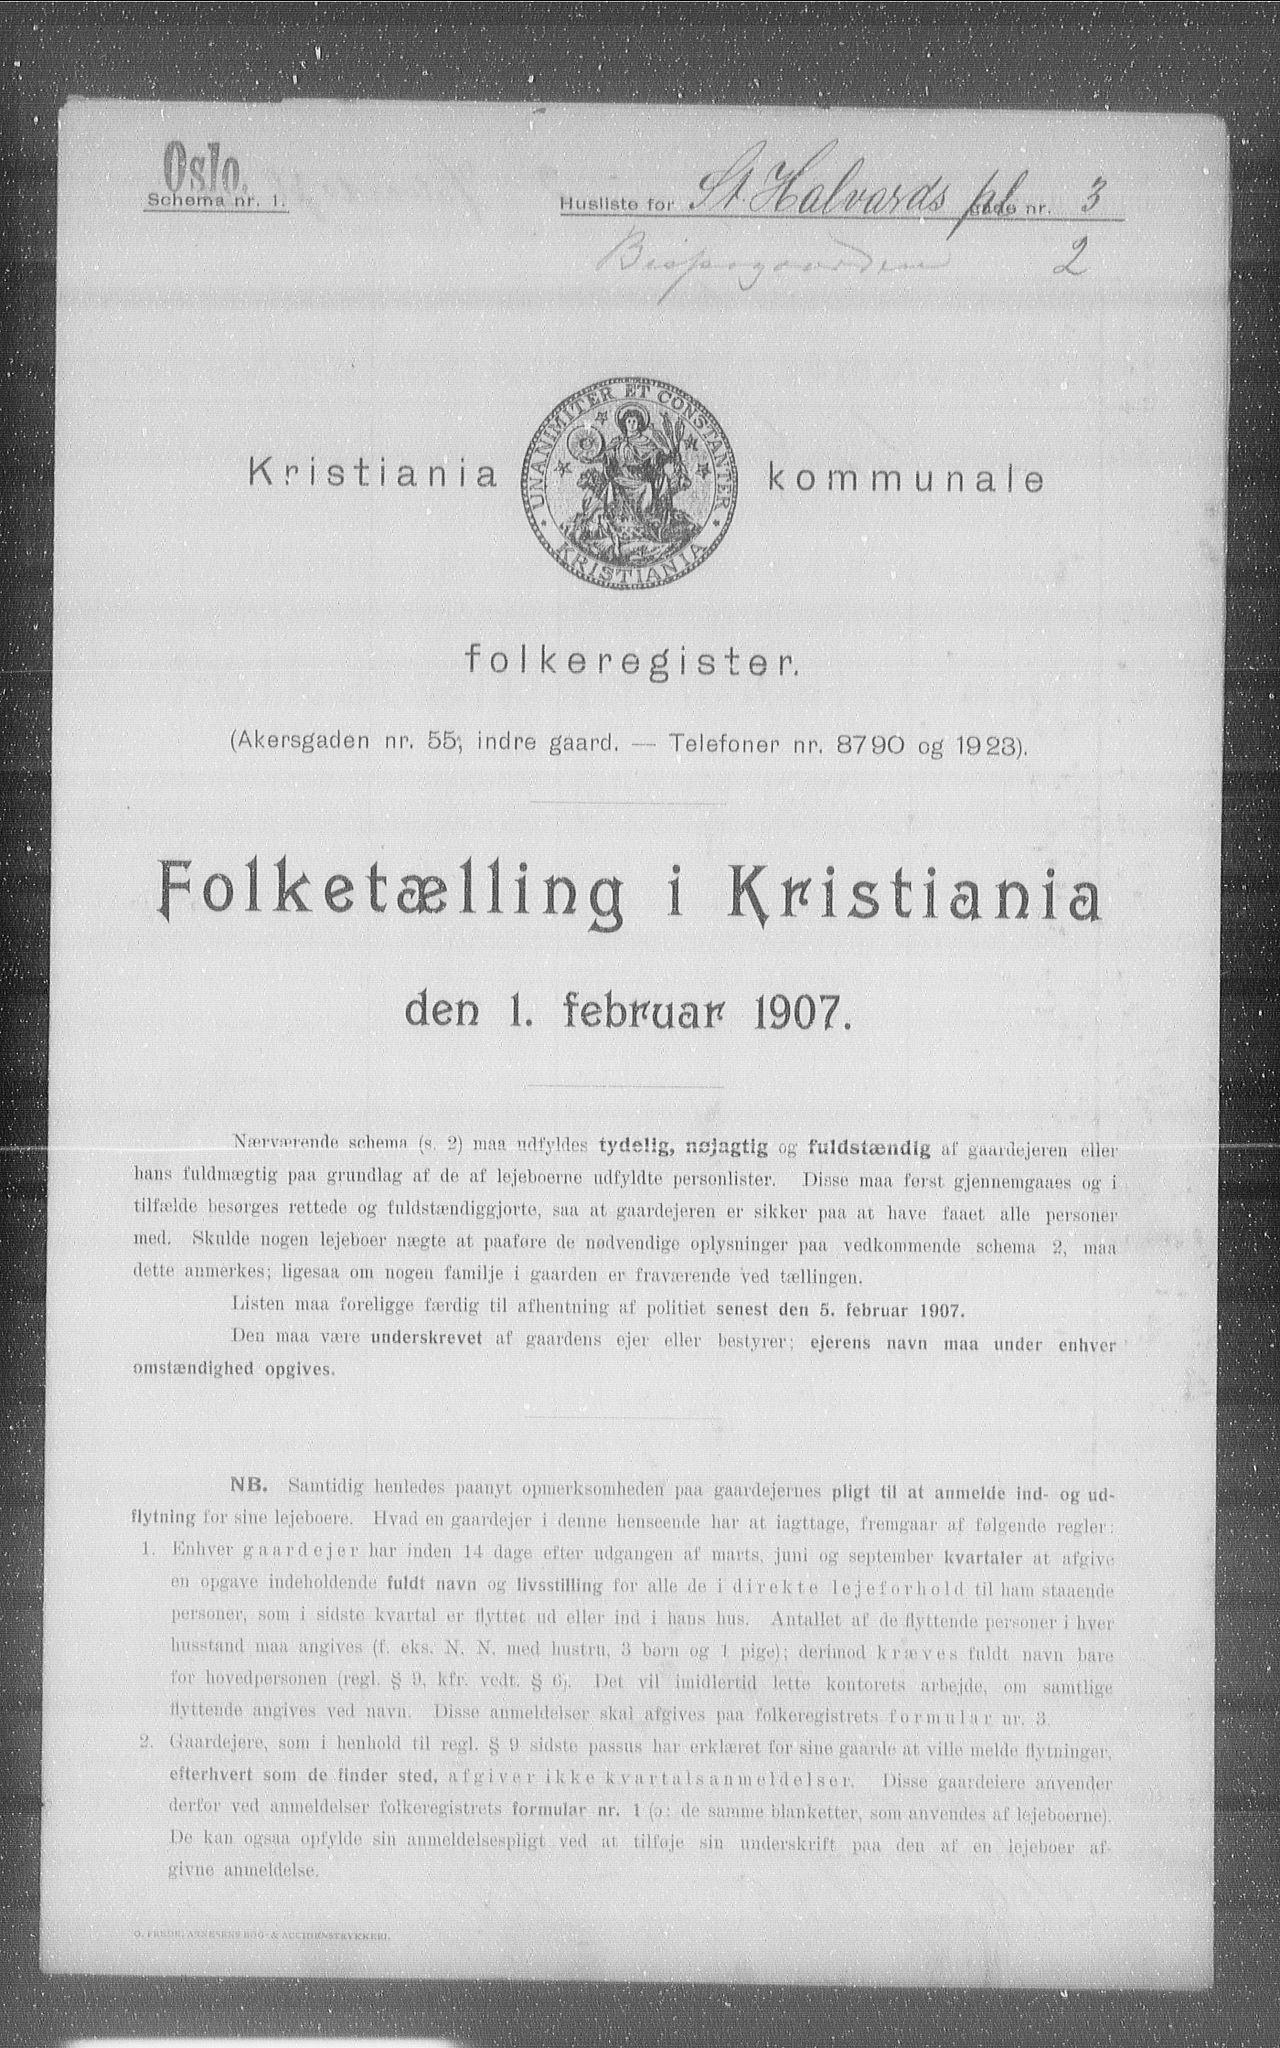 Oslo.
Schema nr. 1.
Husliste for St. Halvards pl. gade nr. 3
Bispegaarden 2
UNANIMITER ET CONSTANTER
KRISTIANIA
Kristiania kommunale
folkeregister.
(Akersgaden nr. 55, indre gaard. — Telefoner nr. 8790 og 1923).
Folketælling i Kristiania
den 1. februar 1907.
Nærværende schema (s. 2) maa udfyldes tydelig, nøjagtig og fuldstændig af gaardejeren eller
hans fuldmægtig paa grundlag af de af lejeboerne udfyldte personlister. Disse maa først gjennemgaaes og i
tilfælde besørges rettede og fuldstændiggjorte, saa at gaardejeren er sikker paa at have faaet alle personer
med. Skulde nogen lejeboer nægte at paaføre de nødvendige oplysninger paa vedkommende schema 2, maa
dette anmerkes; ligesaa om nogen familje i gaarden er fraværende ved tællingen.
Listen maa foreligge færdig til afhentning af politiet senest den 5. februar 1907.
Den maa være underskrevet af gaardens ejer eller bestyrer; ejerens navn maa under enhver
omstændighed opgives.
NB. Samtidig henledes paanyt opmerksomheden paa gaardejernes pligt til at anmelde ind- og ud-
flytning for sine lejeboere. Hvad en gaardejer i denne henseende har at iagttage, fremgaar af følgende regler:
1. Enhver gaardejer har inden 14 dage efter udgangen af marts, juni og september kvartaler at afgive
en opgave indeholdende fuldt navn og livsstilling for alle de i direkte lejeforhold til ham staaende
personer, som i sidste kvartal er flyttet ud eller ind i hans hus. Antallet af de flyttende personer i hver
husstand maa angives (f. eks. N. N. med hustru, 3 børn og 1 pige); derimod kræves fuldt navn bare
for hovedpersonen (regl. § 9, kfr. vedt. § 6). Det vil imidlertid lette kontorets arbejde, om samtlige
flyttende angives ved navn. Disse anmeldelser skal afgives paa folkeregistrets formular nr. 3.
2. Gaardejere, som i henhold til regl. § 9 sidste passus har erklæret for sine gaarde at ville melde flytninger,
efterhvert som de finder sted, afgiver ikke kvartalsanmeldelser. Disse gaardeiere anvender
derfor ved anmeldelser folkeregistrets formular nr. 1 (ɔ: de samme blanketter, som anvendes af lejeboerne).
De kan ogsaa opfylde sin anmeldelsespligt ved at tilføje sin underskrift paa den af en lejeboer af-
givne anmeldelse.
O. FREDR. ARNESENS BOG- & ACCIDENSTRYKKERI.